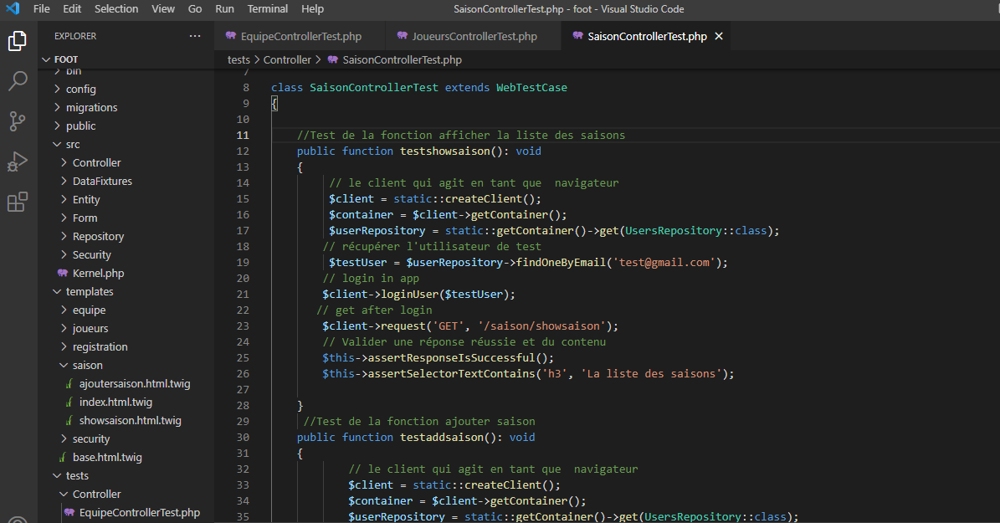 File Edit Selection View Go Run Terminal Help SaisonControllerTest.php - foot - Visual Studio Code
EXPLORER ...
FOOT
bin
config
migrations
public
src
Controller
DataFixtures
Entity
Form
Repository
Security
Kernel.php
templates
equipe
joueurs
registration
saison
ajoutersaison.html.twig
index.html.twig
showsaison.html.twig
security
base.html.twig
tests
Controller
EquipeControllerTest.php
EquipeControllerTest.php JoueursControllerTest.php SaisonControllerTest.php
tests > Controller > SaisonControllerTest.php
7
8 class SaisonControllerTest extends WebTestCase
9 {
10
11 //Test de la fonction afficher la liste des saisons
12 public function testshowsaison(): void
13 {
14 // le client qui agit en tant que  navigateur
15 $client = static::createClient();
16 $container = $client->getContainer();
17 $userRepository = static::getContainer()->get(UsersRepository::class);
18 // récupérer l'utilisateur de test
19 $testUser = $userRepository->findOneByEmail('test@gmail.com');
20 // login in app
21 $client->loginUser($testUser);
22 // get after login
23 $client->request('GET', '/saison/showsaison');
24 // Valider une réponse réussie et du contenu
25 $this->assertResponseIsSuccessful();
26 $this->assertSelectorTextContains('h3', 'La liste des saisons');
27
28 }
29 //Test de la fonction ajouter saison
30 public function testaddsaison(): void
31 {
32 // le client qui agit en tant que  navigateur
33 $client = static::createClient();
34 $container = $client->getContainer();
35 $userRepository = static::getContainer()->get(UsersRepository::class);